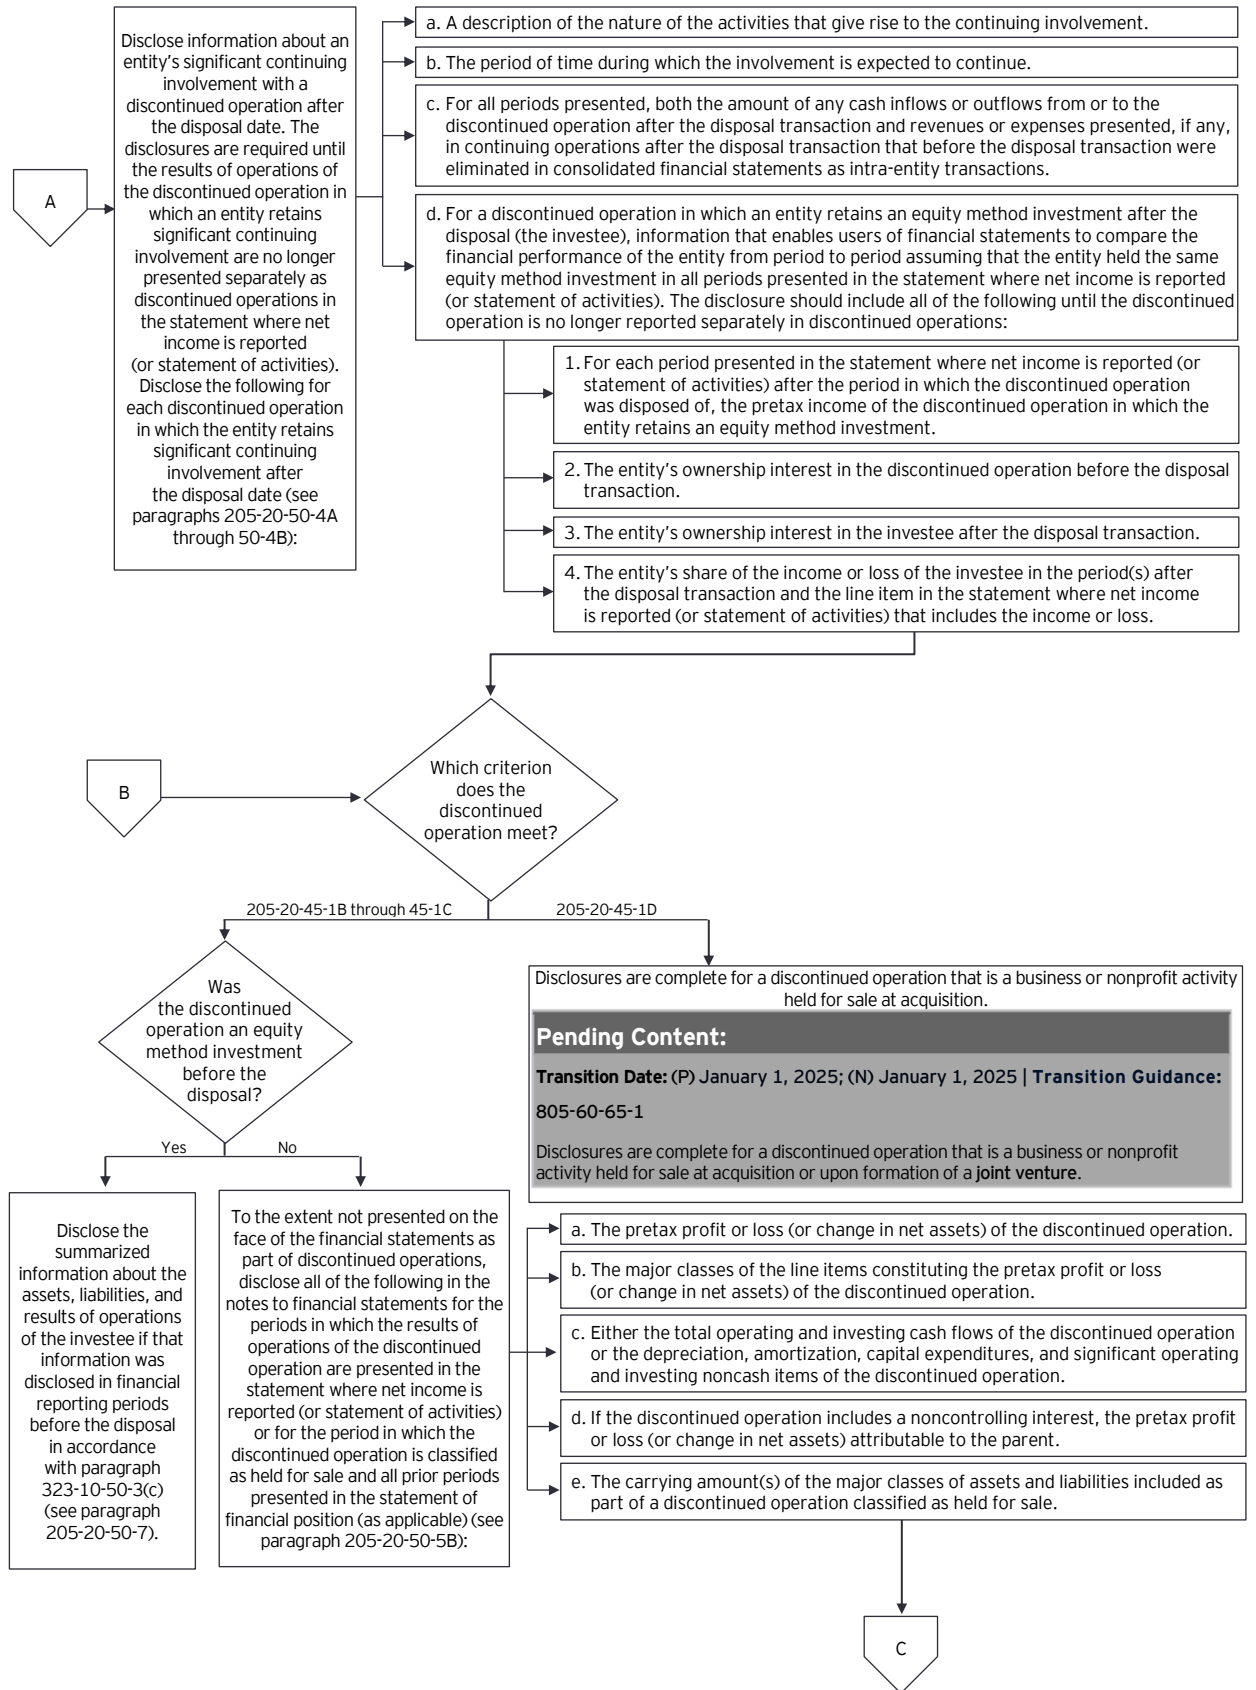 A
Disclose information about an
entity's significant continuing
involvement with a
discontinued operation after
the disposal date. The
disclosures are required until
the results of operations of
the discontinued operation in
which an entity retains
significant continuing
involvement are no longer
presented separately as
discontinued operations in
the statement where net
income is reported
(or statement of activities).
Disclose the following for
each discontinued operation
in which the entity retains
significant continuing
involvement after
the disposal date (see
paragraphs 205-20-50-4A
through 50-4B):
a. A description of the nature of the activities that give rise to the continuing involvement.
b. The period of time during which the involvement is expected to continue.
c. For all periods presented, both the amount of any cash inflows or outflows from or to the
discontinued operation after the disposal transaction and revenues or expenses presented, if any,
in continuing operations after the disposal transaction that before the disposal transaction were
eliminated in consolidated financial statements as intra-entity transactions.
d. For a discontinued operation in which an entity retains an equity method investment after the
disposal (the investee), information that enables users of financial statements to compare the
financial performance of the entity from period to period assuming that the entity held the same
equity method investment in all periods presented in the statement where net income is reported
(or statement of activities). The disclosure should include all of the following until the discontinued
operation is no longer reported separately in discontinued operations:
1. For each period presented in the statement where net income is reported (or
statement of activities) after the period in which the discontinued operation
was disposed of, the pretax income of the discontinued operation in which the
entity retains an equity method investment.
2. The entity's ownership interest in the discontinued operation before the disposal
transaction.
3. The entity's ownership interest in the investee after the disposal transaction.
4. The entity's share of the income or loss of the investee in the period(s) after
the disposal transaction and the line item in the statement where net income
is reported (or statement of activities) that includes the income or loss.
B
Which criterion
does the
discontinued
operation meet?
205-20-45-1B through 45-1C
205-20-45-1D
Was
the discontinued
operation an equity
method investment
before the
disposal?
Disclosures are complete for a discontinued operation that is a business or nonprofit activity
held for sale at acquisition.
Pending Content:
Transition Date: (P) January 1, 2025; (N) January 1, 2025 | Transition Guidance:
805-60-65-1
Disclosures are complete for a discontinued operation that is a business or nonprofit
activity held for sale at acquisition or upon formation of a joint venture.
Yes
No
Disclose the
summarized
information about the
assets, liabilities, and
results of operations
of the investee if that
information was
disclosed in financial
reporting periods
before the disposal
in accordance
with paragraph
323-10-50-3(c)
(see paragraph
205-20-50-7).
To the extent not presented on the
face of the financial statements as
part of discontinued operations,
disclose all of the following in the
notes to financial statements for the
periods in which the results of
operations of the discontinued
operation are presented in the
statement where net income is
reported (or statement of activities)
or for the period in which the
discontinued operation is classified
as held for sale and all prior periods
presented in the statement of
financial position (as applicable) (see
paragraph 205-20-50-5B):
a. The pretax profit or loss (or change in net assets) of the discontinued operation.
b. The major classes of the line items constituting the pretax profit or loss
(or change in net assets) of the discontinued operation.
c. Either the total operating and investing cash flows of the discontinued operation
or the depreciation, amortization, capital expenditures, and significant operating
and investing noncash items of the discontinued operation.
d. If the discontinued operation includes a noncontrolling interest, the pretax profit
or loss (or change in net assets) attributable to the parent.
e. The carrying amount(s) of the major classes of assets and liabilities included as
part of a discontinued operation classified as held for sale.
C